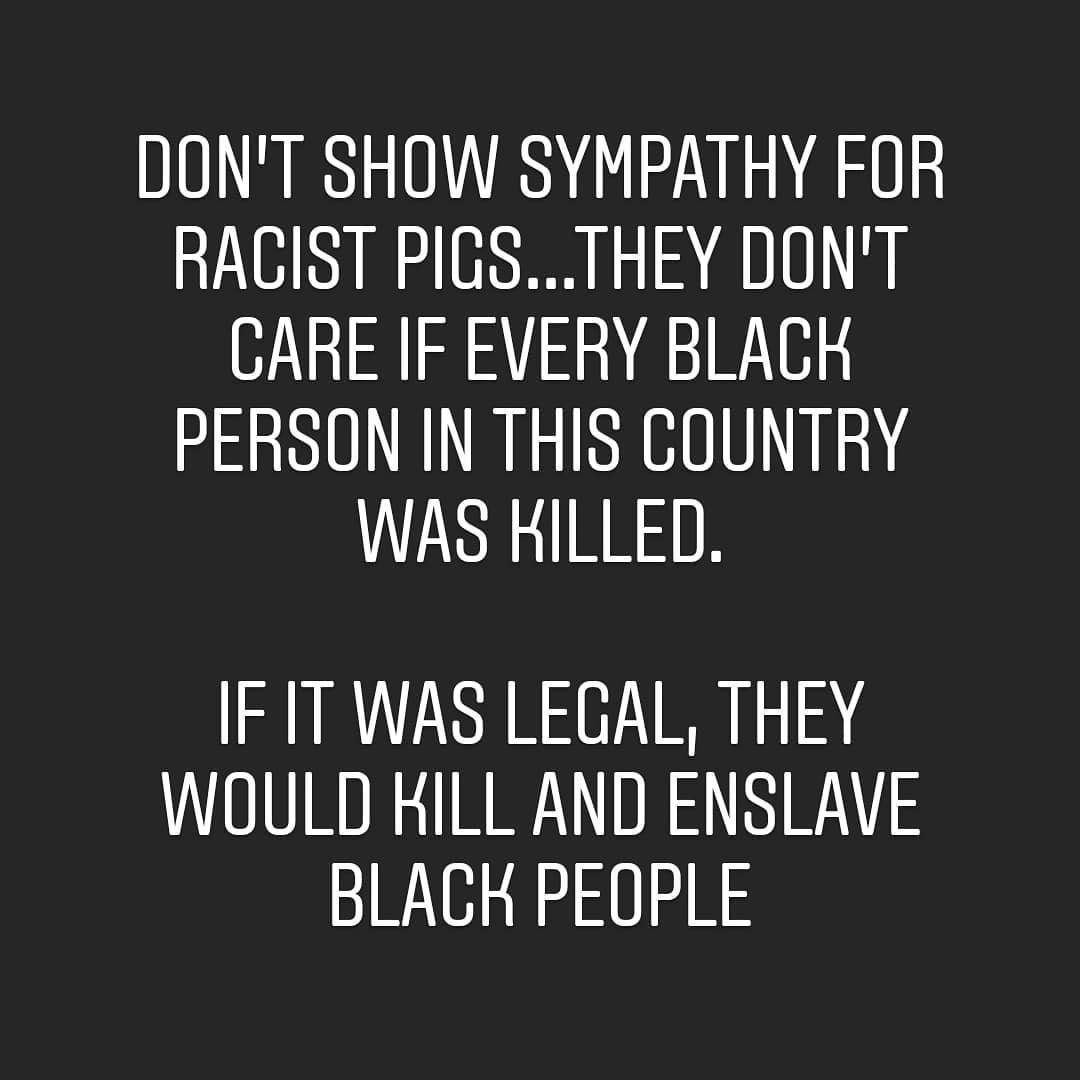 DON'T SHOW SYMPATHY FOR
RACIST PIGS...THEY DON'T
CARE IF EVERY BLACK
PERSON IN THIS COUNTRY
WAS KILLED.
IF IT WAS LEGAL, THEY
WOULD KILL AND ENSLAVE
BLACK PEOPLE